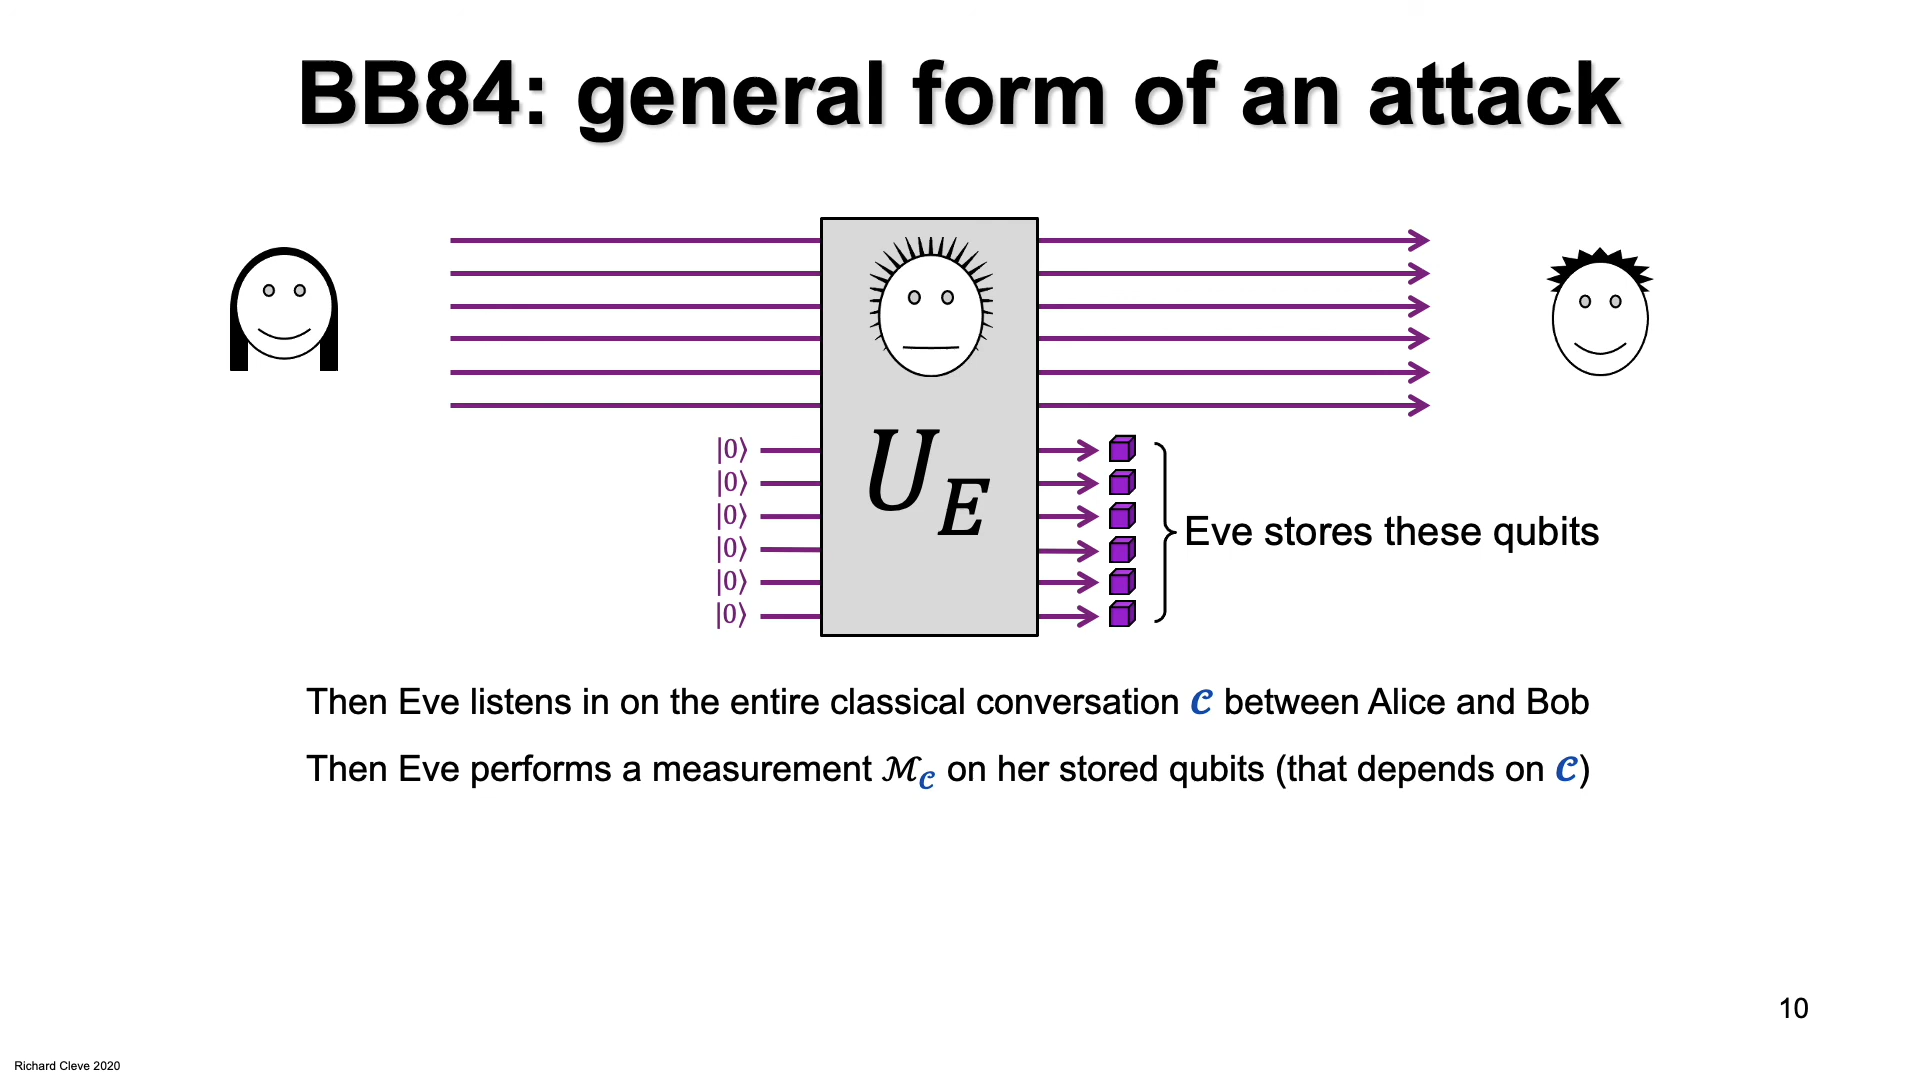 BB84: general form of an attack
|0⟩
|0⟩
|0⟩
|0⟩
|0⟩
|0⟩
U_E
Eve stores these qubits
Then Eve listens in on the entire classical conversation 𝓒 between Alice and Bob
Then Eve performs a measurement ℳ_𝓒 on her stored qubits (that depends on 𝓒)
10
Richard Cleve 2020